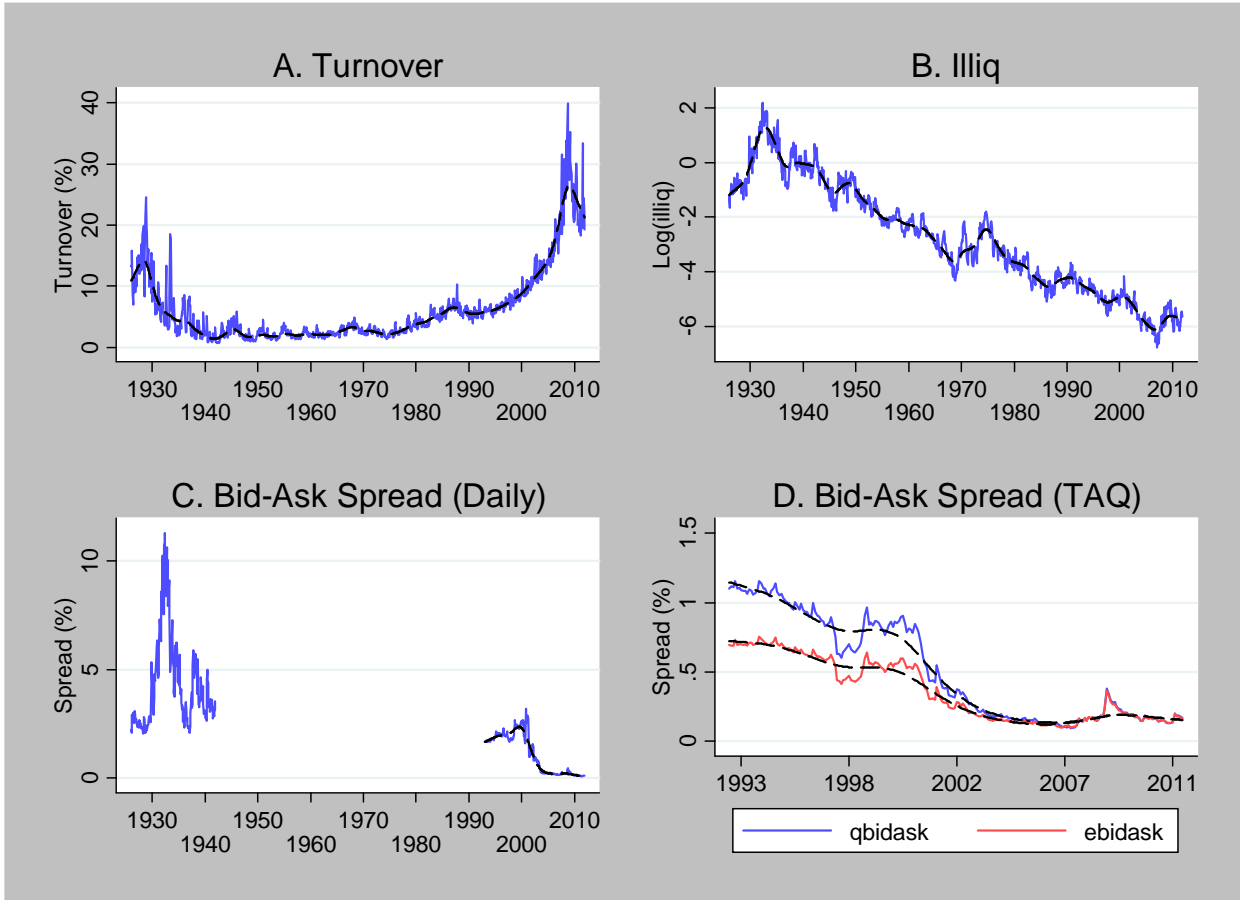 A. Turnover
Turnover (%)
40
30
20
10
0
1930 1950 1970 1990 2010
1940 1960 1980 2000
B. Illiq
Log(illiq)
2
0
-2
-4
-6
1930 1950 1970 1990 2010
1940 1960 1980 2000
C. Bid-Ask Spread (Daily)
Spread (%)
10
5
0
1930 1950 1970 1990 2010
1940 1960 1980 2000
D. Bid-Ask Spread (TAQ)
Spread (%)
1.5
1
.5
0
1993 1998 2002 2007 2011
qbidask ebidask